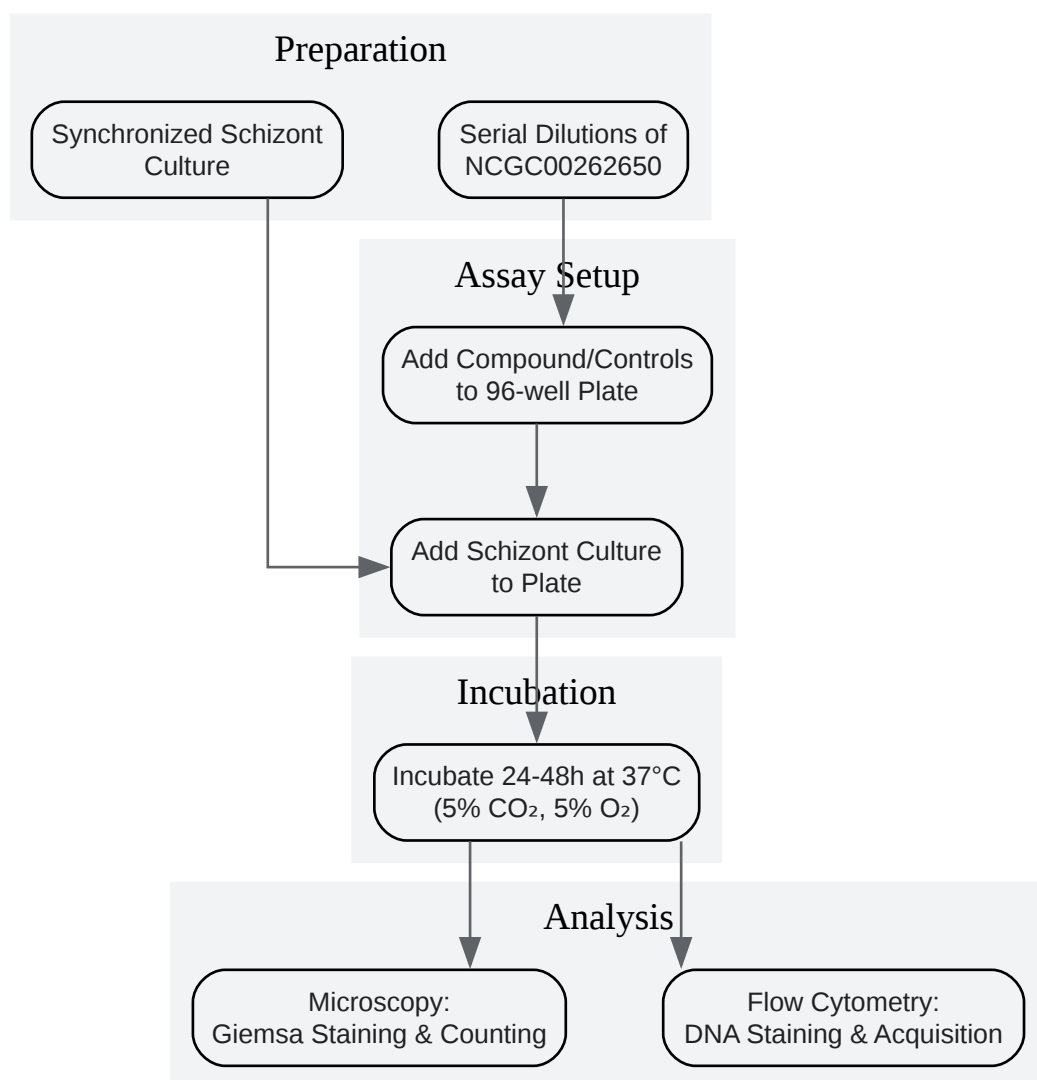 Preparation
Synchronized Schizont
Culture
Serial Dilutions of
NCGC00262650
Assay Setup
Add Compound/Controls
to 96-well Plate
Add Schizont Culture
to Plate
Incubation
Incubate 24-48h at 37°C
(5% CO₂, 5% O₂)
Analysis
Microscopy:
Giemsa Staining & Counting
Flow Cytometry:
DNA Staining & Acquisition